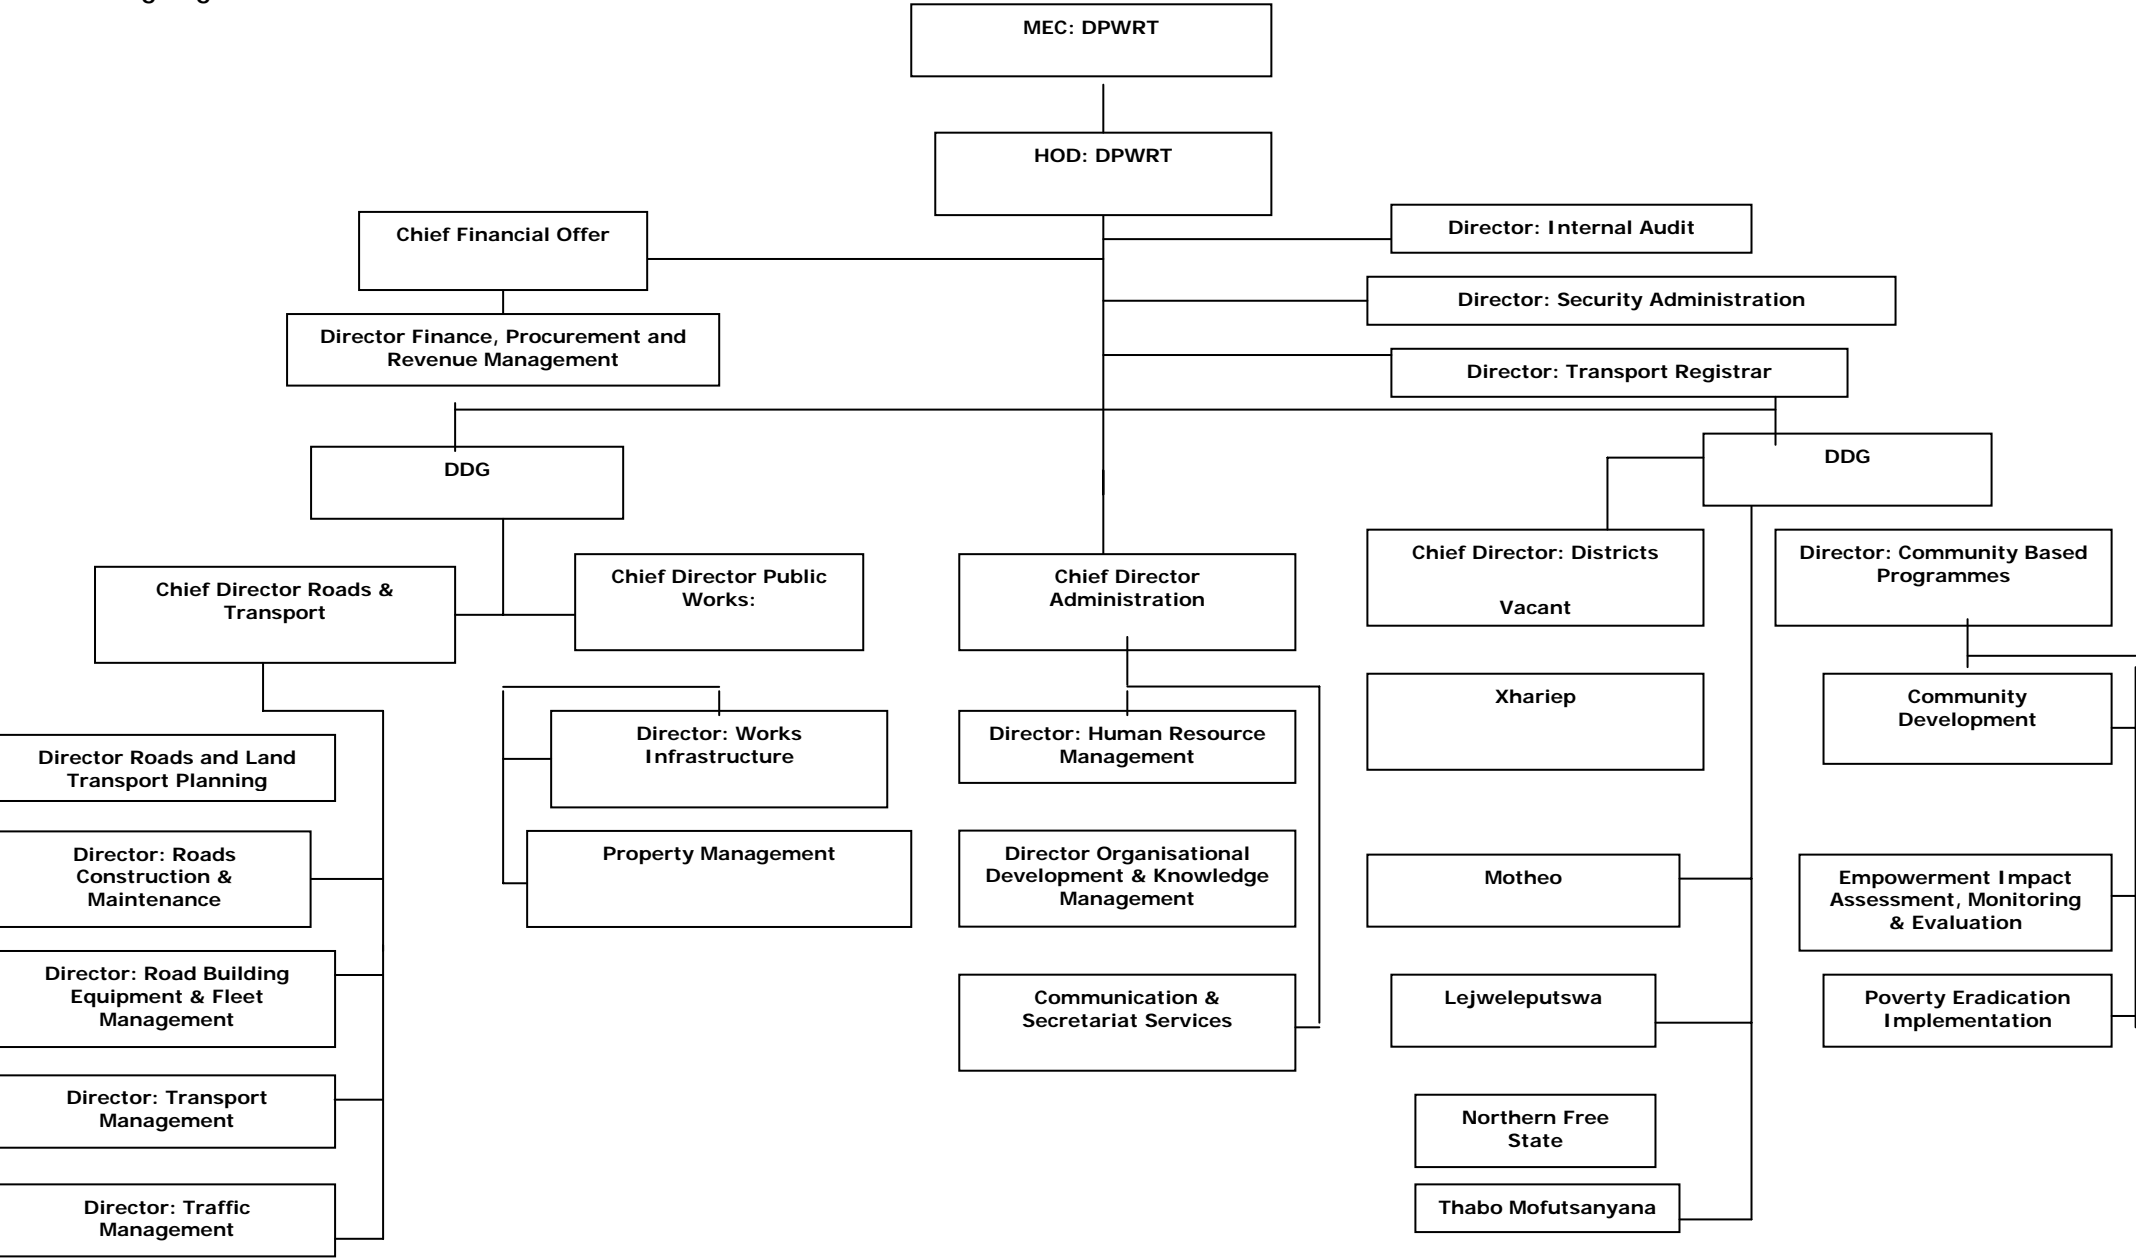 MEC: DPWRT
HOD: DPWRT
Chief Financial Offer
Director: Internal Audit
Director: Security Administration
Director Finance, Procurement and
Revenue Management
Director: Transport Registrar
DDG
DDG
Chief Director Roads &
Transport
Chief Director Public
Works:
Chief Director
Administration
Chief Director: Districts
Vacant
Director: Community Based
Programmes
Director Roads and Land
Transport Planning
Director: Roads
Construction &
Maintenance
Director: Road Building
Equipment & Fleet
Management
Director: Transport
Management
Director: Traffic
Management
Director: Works
Infrastructure
Property Management
Director: Human Resource
Management
Director Organisational
Development & Knowledge
Management
Communication &
Secretariat Services
Xhariep
Motheo
Lejweleputswa
Northern Free
State
Thabo Mofutsanyana
Community
Development
Empowerment Impact
Assessment, Monitoring
& Evaluation
Poverty Eradication
Implementation